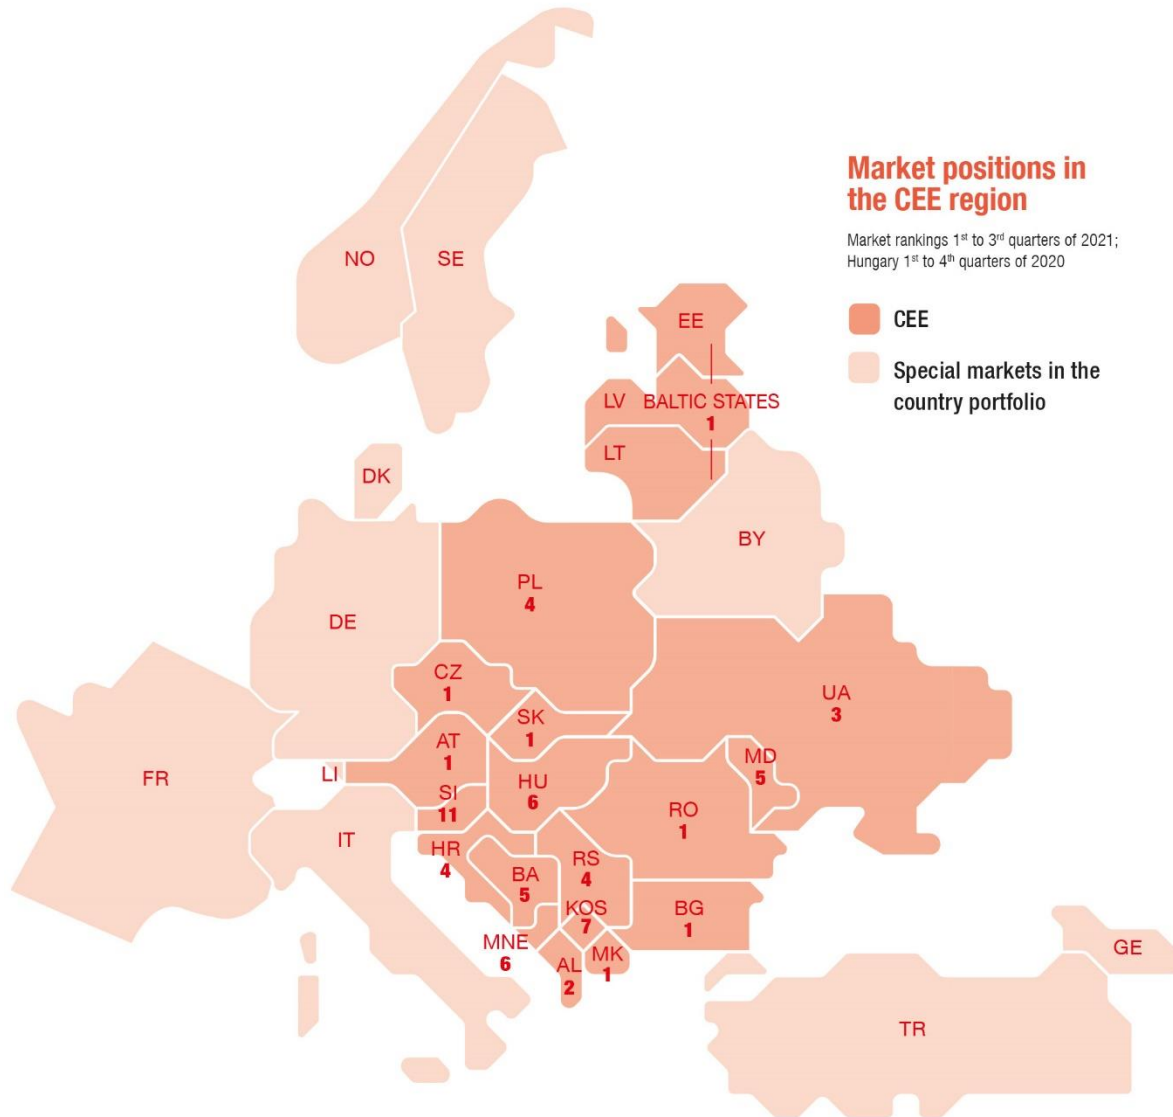 Market positions in
the CEE region
Market rankings 1st to 3rd quarters of 2021;
Hungary 1st to 4th quarters of 2020
CEE
Special markets in the
country portfolio
NO
SE
EE
LV
BALTIC STATES
1
LT
DK
BY
PL
4
DE
CZ
1
UA
3
SK
1
AT
1
MD
5
LI
FR
HU
6
SI
11
RO
1
IT
HR
4
RS
4
BA
5
KOS
7
BG
1
MNE
6
GE
AL
2
MK
1
TR